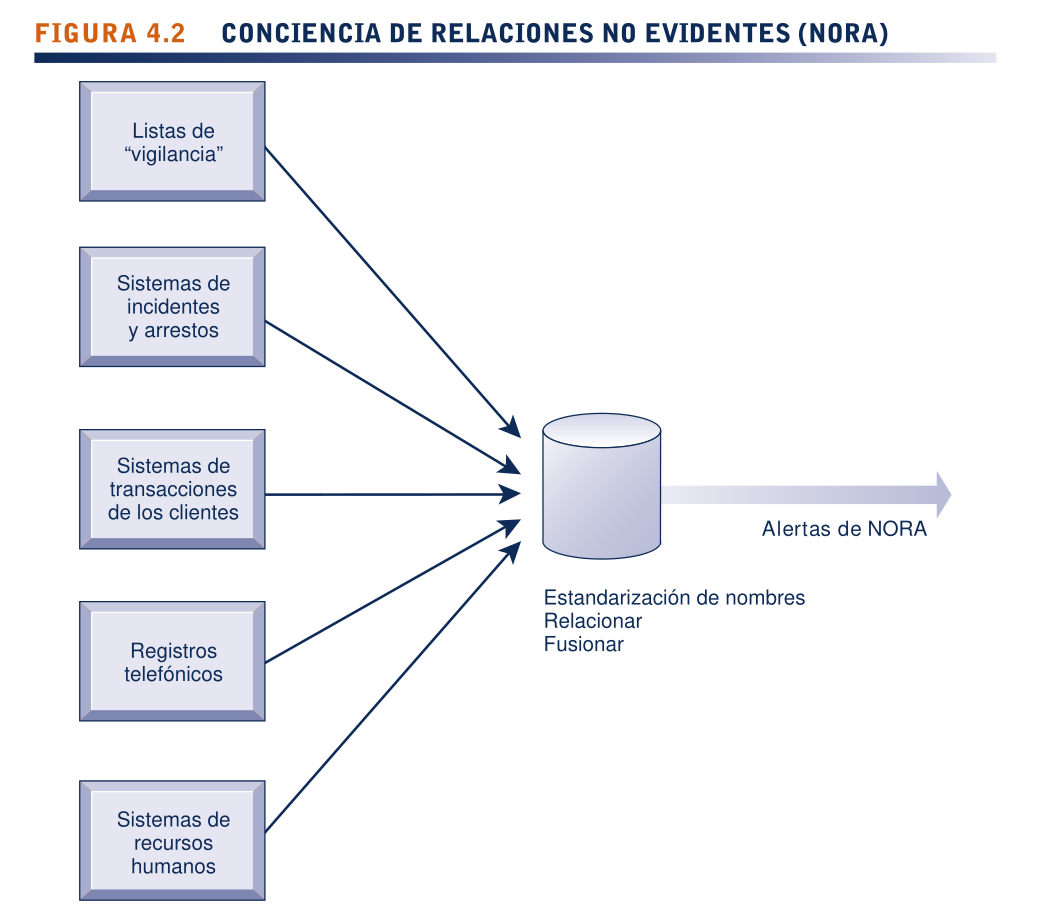 FIGURA 4.2 CONCIENCIA DE RELACIONES NO EVIDENTES (NORA)
Listas de
“vigilancia”
Sistemas de
incidentes
y arrestos
Sistemas de
transacciones
de los clientes
Registros
telefónicos
Sistemas de
recursos
humanos
Estandarización de nombres
Relacionar
Fusionar
Alertas de NORA